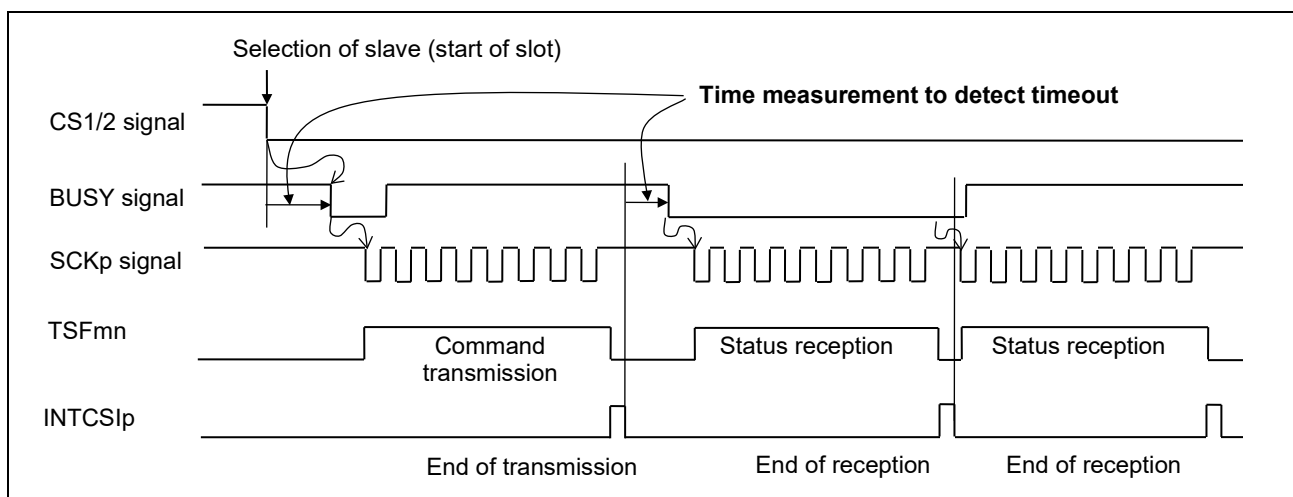 Selection of slave (start of slot)
Time measurement to detect timeout
CS1/2 signal
BUSY signal
SCKp signal
TSFmn
Command
transmission
Status reception
Status reception
INTCSIp
End of transmission
End of reception
End of reception